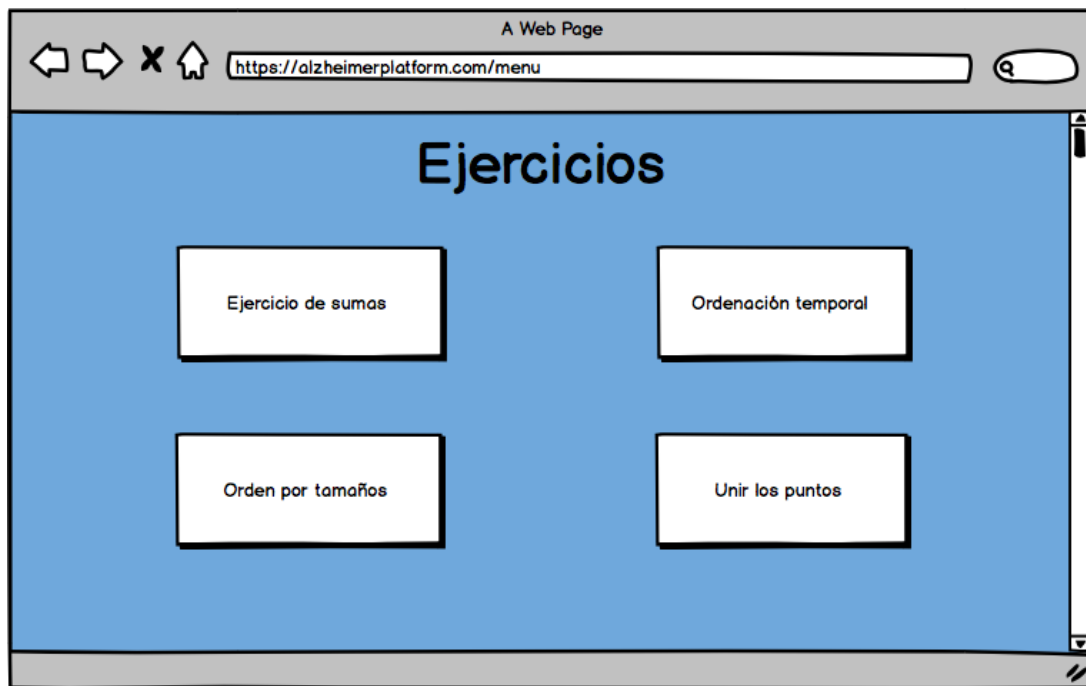 A Web Page
https://alzheimerplatform.com/menu
Ejercicios
Ejercicio de sumas
Ordenación temporal
Orden por tamaños
Unir los puntos